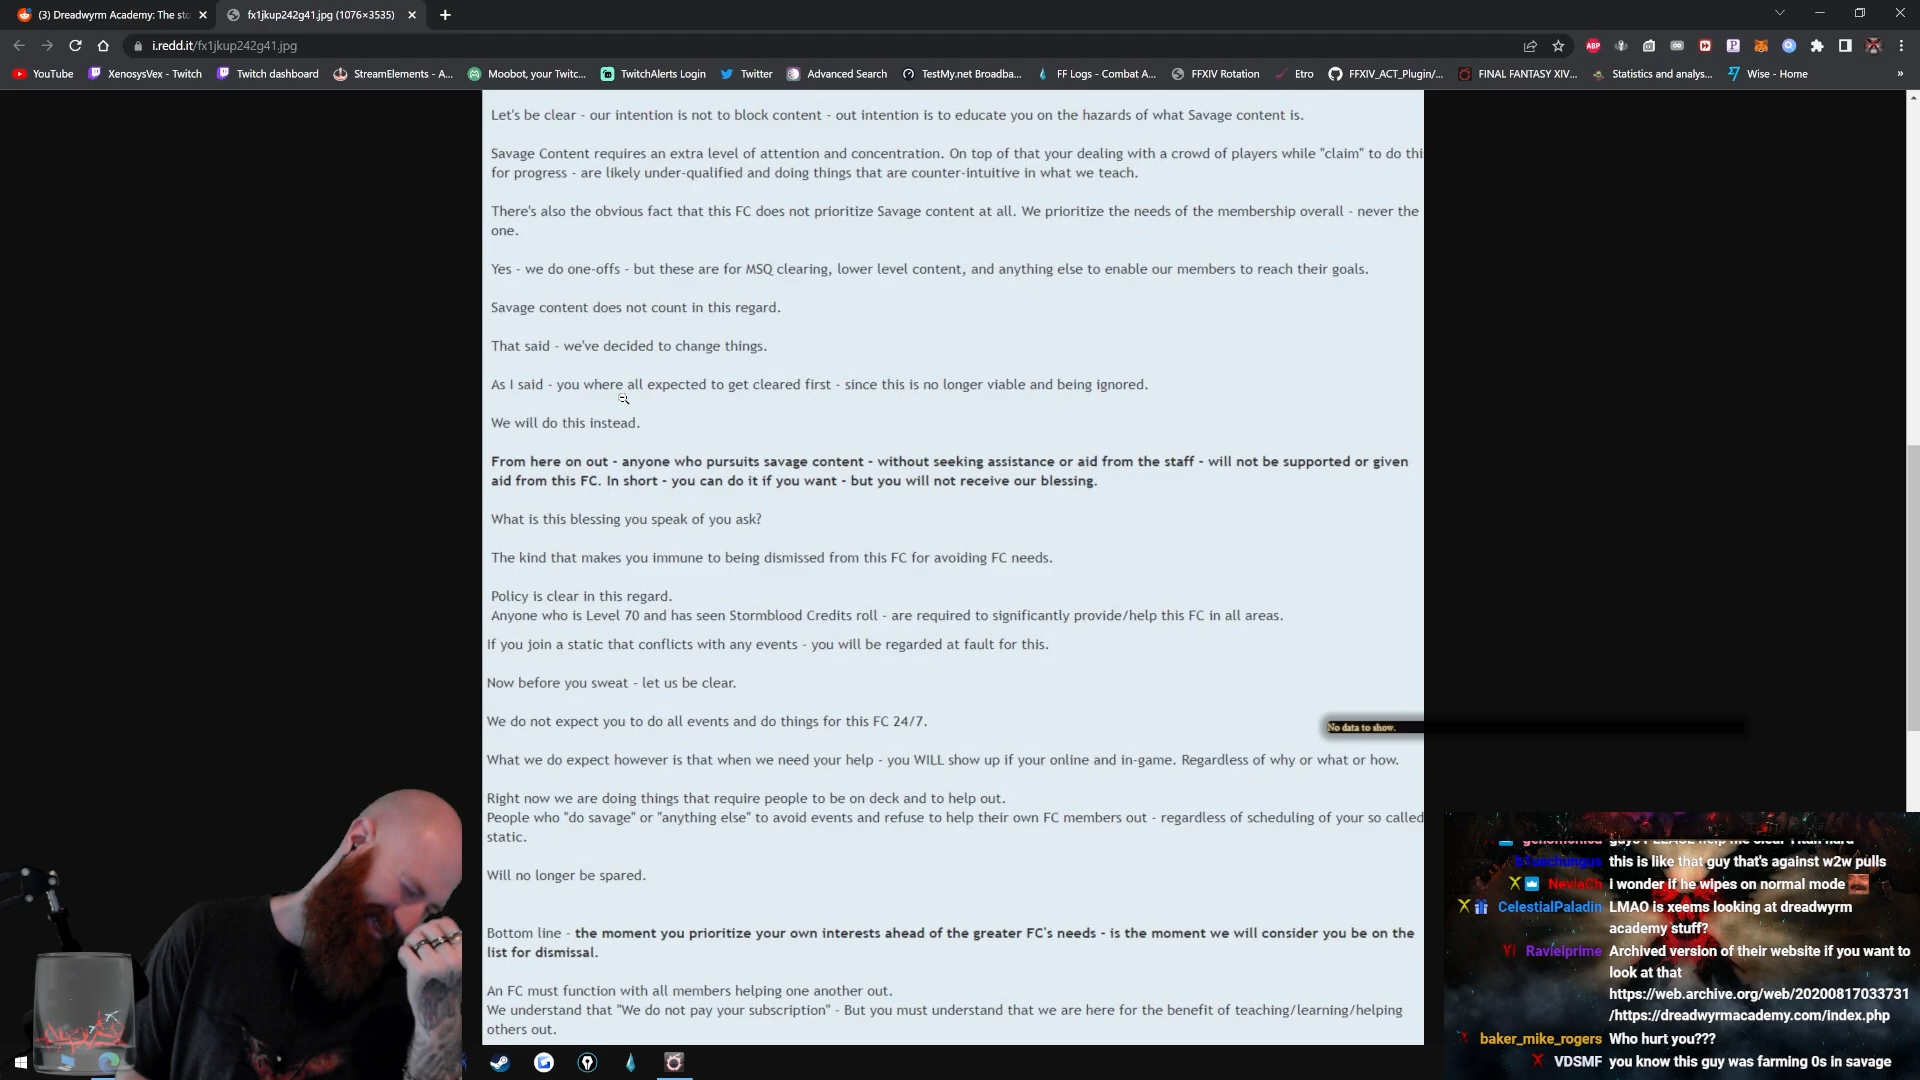 (3) Dreadwyrm Academy: The sto
fx1jkup242g41.jpg (1076×3535)
i.redd.it/fx1jkup242g41.jpg
YouTube
XenosysVex - Twitch
Twitch dashboard
StreamElements - A...
Moobot, your Twitc...
TwitchAlerts Login
Twitter
Advanced Search
TestMy.net Broadba...
FF Logs - Combat A...
FFXIV Rotation
Etro
FFXIV_ACT_Plugin/...
FINAL FANTASY XIV...
Statistics and analys...
Wise - Home
»
ABP
Let's be clear - our intention is not to block content - out intention is to educate you on the hazards of what Savage content is.
Savage Content requires an extra level of attention and concentration. On top of that your dealing with a crowd of players while "claim" to do thi
for progress - are likely under-qualified and doing things that are counter-intuitive in what we teach.
There's also the obvious fact that this FC does not prioritize Savage content at all. We prioritize the needs of the membership overall - never the
one.
Yes - we do one-offs - but these are for MSQ clearing, lower level content, and anything else to enable our members to reach their goals.
Savage content does not count in this regard.
That said - we've decided to change things.
As I said - you where all expected to get cleared first - since this is no longer viable and being ignored.
We will do this instead.
From here on out - anyone who pursuits savage content - without seeking assistance or aid from the staff - will not be supported or given
aid from this FC. In short - you can do it if you want - but you will not receive our blessing.
What is this blessing you speak of you ask?
The kind that makes you immune to being dismissed from this FC for avoiding FC needs.
Policy is clear in this regard.
Anyone who is Level 70 and has seen Stormblood Credits roll - are required to significantly provide/help this FC in all areas.
If you join a static that conflicts with any events - you will be regarded at fault for this.
Now before you sweat - let us be clear.
We do not expect you to do all events and do things for this FC 24/7.
No data to show.
What we do expect however is that when we need your help - you WILL show up if your online and in-game. Regardless of why or what or how.
Right now we are doing things that require people to be on deck and to help out.
People who "do savage" or "anything else" to avoid events and refuse to help their own FC members out - regardless of scheduling of your so called
static.
Will no longer be spared.
Bottom line - the moment you prioritize your own interests ahead of the greater FC's needs - is the moment we will consider you be on the
list for dismissal.
An FC must function with all members helping one another out.
We understand that "We do not pay your subscription" - But you must understand that we are here for the benefit of teaching/learning/helping
others out.
this is like that guy that's against w2w pulls
NeviaCh I wonder if he wipes on normal mode
CelestialPaladin LMAO is xeems looking at dreadwyrm
academy stuff?
Ravielprime Archived version of their website if you want to
look at that
https://web.archive.org/web/20200817033731
/https://dreadwyrmacademy.com/index.php
baker_mike_rogers Who hurt you???
VDSMF you know this guy was farming 0s in savage